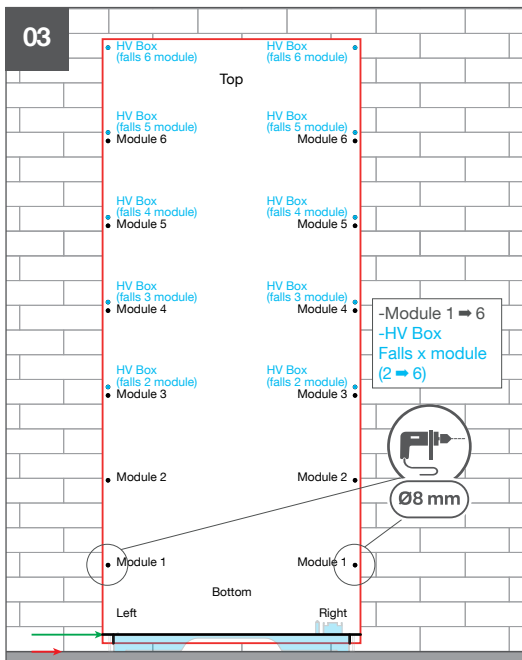 03
HV Box
(falls 6 module)
HV Box
(falls 6 module)
Top
HV Box
(falls 5 module)
HV Box
(falls 5 module)
Module 6
Module 6
HV Box
(falls 4 module)
HV Box
(falls 4 module)
Module 5
Module 5
HV Box
(falls 3 module)
HV Box
(falls 3 module)
Module 4
Module 4
-Module 1 ➡ 6
-HV Box
Falls x module
(2 ➡ 6)
HV Box
(falls 2 module)
HV Box
(falls 2 module)
Module 3
Module 3
Module 2
Module 2
Ø8 mm
Module 1
Module 1
Bottom
Left
Right